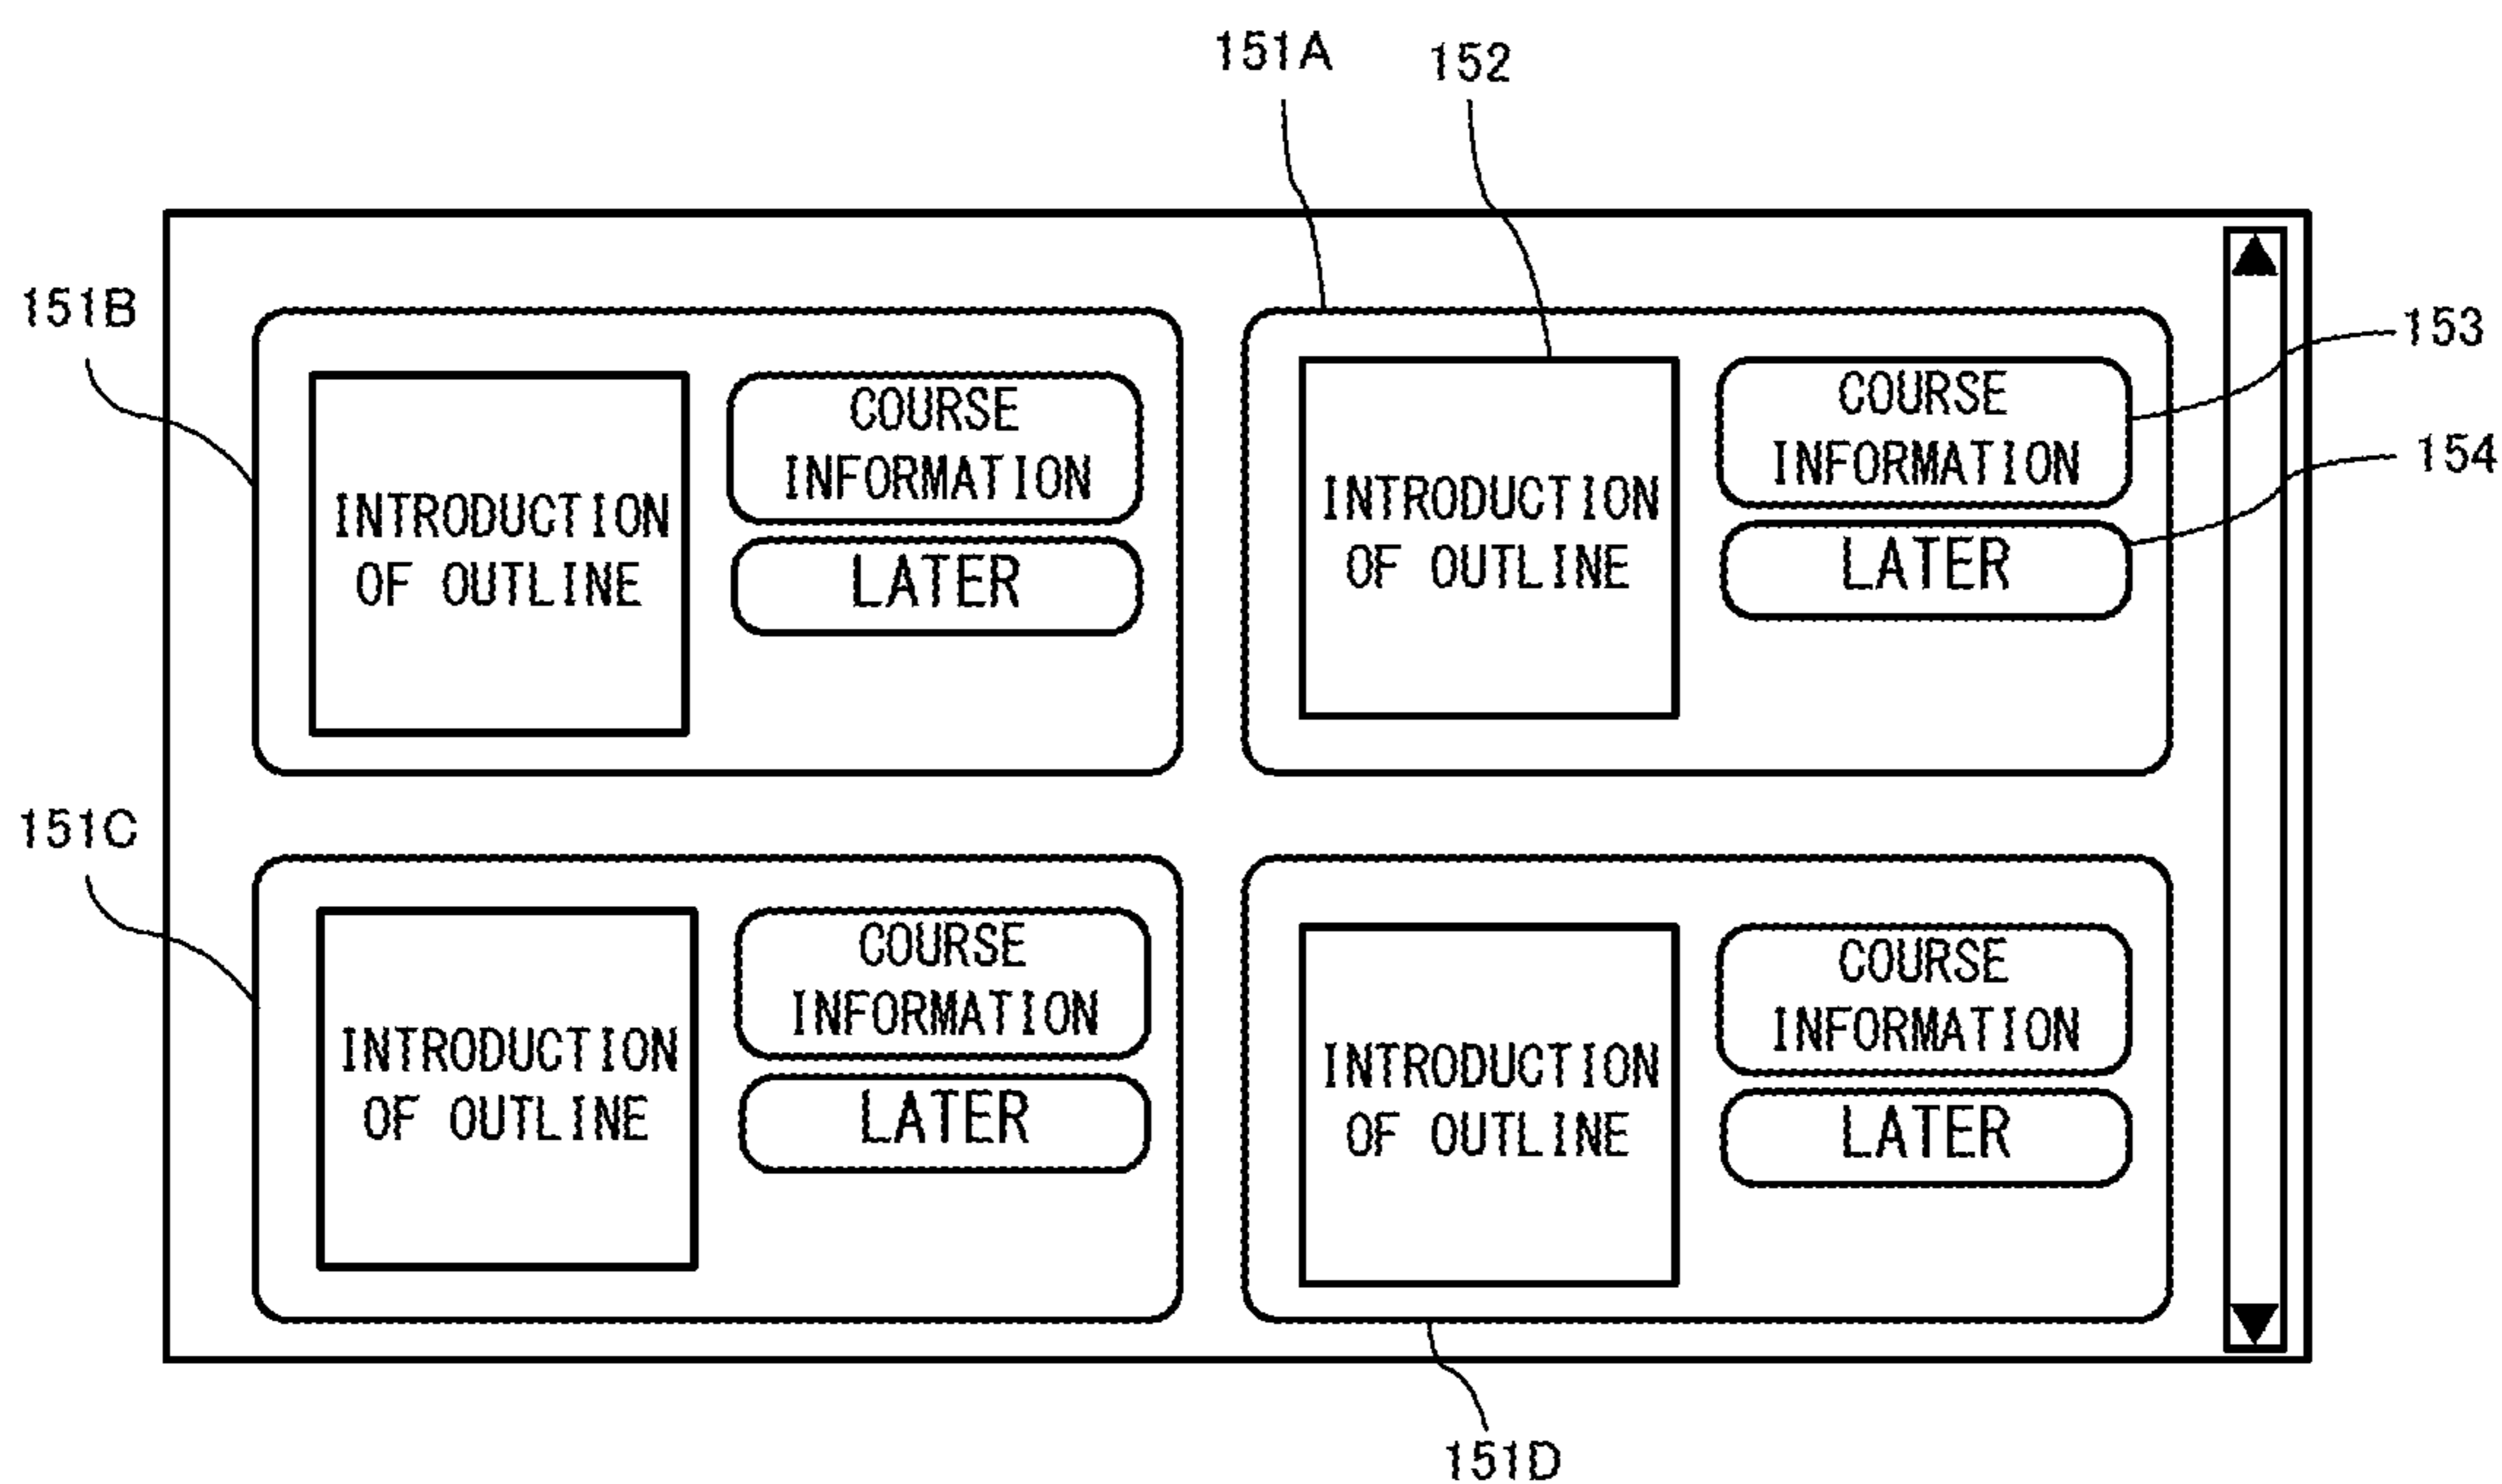 151A
152
151B
153
154
COURSE
INFORMATION
LATER
INTRODUCTION
OF OUTLINE
COURSE
INFORMATION
LATER
INTRODUCTION
OF OUTLINE
151C
COURSE
INFORMATION
LATER
INTRODUCTION
OF OUTLINE
COURSE
INFORMATION
LATER
INTRODUCTION
OF OUTLINE
151D